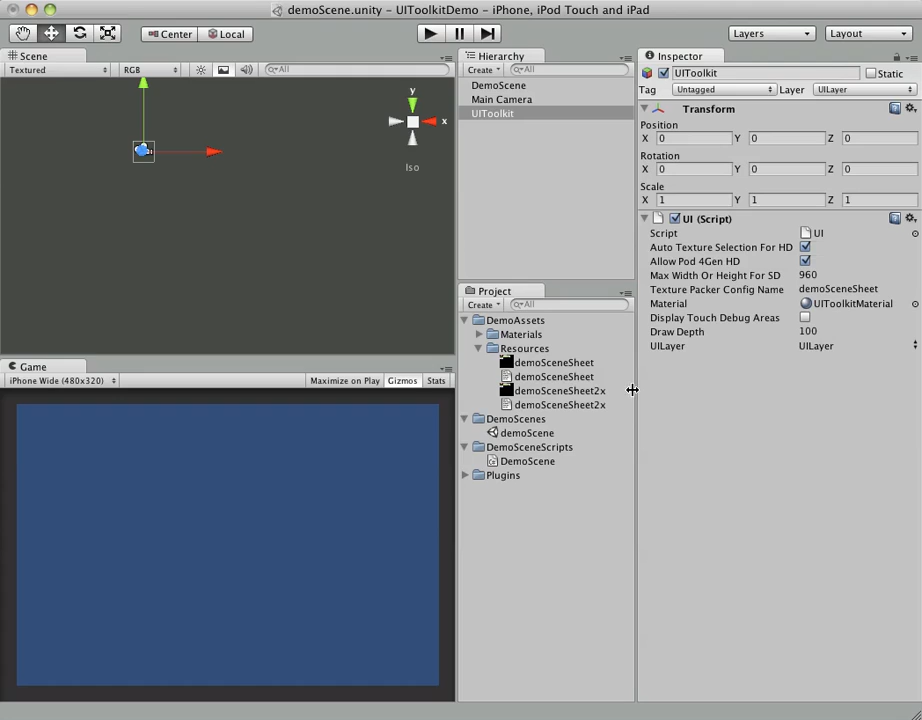 demoScene.unity - UIToolkitDemo - iPhone, iPod Touch and iPad
Center
Local
Layers
Layout
Scene
Textured
RGB
All
y
x
Iso
Game
iPhone Wide (480x320)
Maximize on Play
Gizmos
Stats
Hierarchy
Create
All
DemoScene
Main Camera
UIToolkit
Project
Create
All
DemoAssets
Materials
Resources
demoSceneSheet
demoSceneSheet
demoSceneSheet2x
demoSceneSheet2x
DemoScenes
demoScene
DemoSceneScripts
DemoScene
Plugins
Inspector
UIToolkit
Static
Tag Untagged Layer UILayer
Transform
Position
X 0 Y 0 Z 0
Rotation
X 0 Y 0 Z 0
Scale
X 1 Y 1 Z 1
UI (Script)
Script UI
Auto Texture Selection For HD
Allow Pod 4Gen HD
Max Width Or Height For SD 960
Texture Packer Config Name demoSceneSheet
Material UIToolkitMaterial
Display Touch Debug Areas
Draw Depth 100
UILayer UILayer